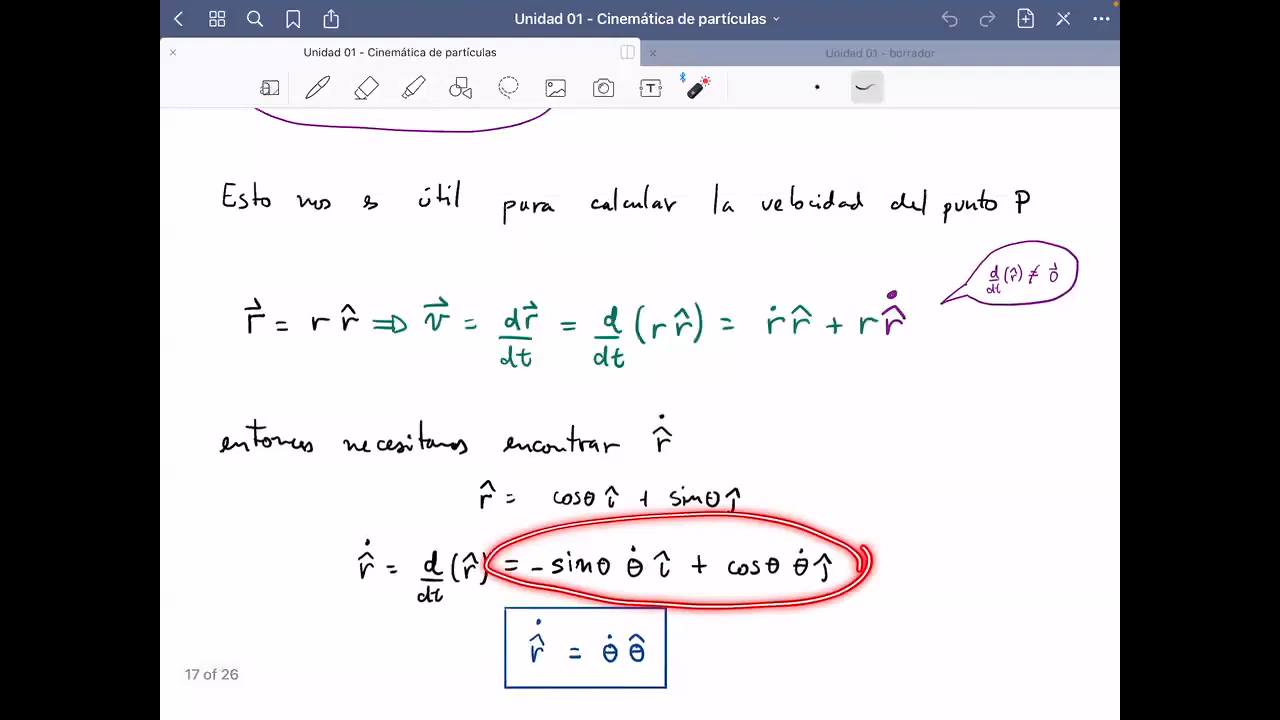 Unidad 01 - Cinemática de partículas
Unidad 01 - Cinemática de partículas
Unidad 01 - borrador
Esto nos es útil para calcular la velocidad del punto P
d/dt (r̂) ≠ 0⃗
r⃗ = r r̂ ⇒ v⃗ = dr⃗/dt = d/dt (r r̂) = ṙ r̂ + r r̂̇
entonces necesitamos encontrar r̂̇
r̂ = cosθ î + sinθ ĵ
r̂̇ = d/dt (r̂) = - sinθ θ̇ î + cosθ θ̇ ĵ
r̂̇ = θ̇ θ̂
17 of 26